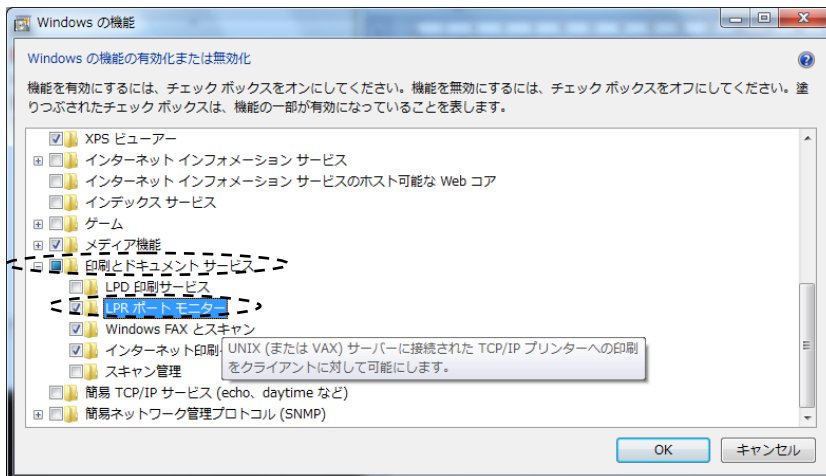 Windows の機能
Windows の機能の有効化または無効化
機能を有効にするには、チェック ボックスをオンにしてください。機能を無効にするには、チェック ボックスをオフにしてください。塗
りつぶされたチェック ボックスは、機能の一部が有効になっていることを表します。
XPS ビューアー
インターネット インフォメーション サービス
インターネット インフォメーション サービスのホスト可能な Web コア
インデックス サービス
ゲーム
メディア機能
印刷とドキュメント サービス
LPD 印刷サービス
LPR ポート モニター
Windows FAX とスキャン
インターネット印刷
UNIX (または VAX) サーバーに接続された TCP/IP プリンターへの印刷
をクライアントに対して可能にします。
スキャン管理
簡易 TCP/IP サービス (echo、daytime など)
簡易ネットワーク管理プロトコル (SNMP)
OK キャンセル